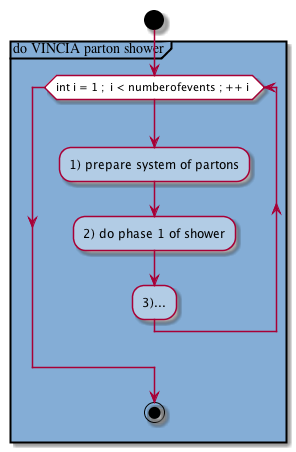 do VINCIA parton shower
int i = 1 ; i < numberofevents ; ++ i
1) prepare system of partons
2) do phase 1 of shower
3)...